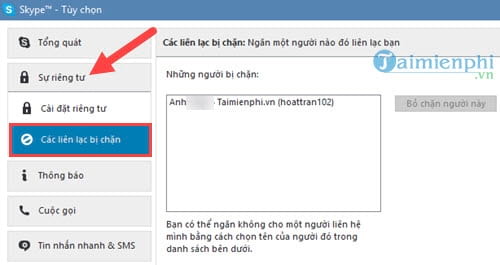 Skype™ - Tùy chọn
Tổng quát
Sự riêng tư
Cài đặt riêng tư
Các liên lạc bị chặn
Thông báo
Cuộc gọi
Tin nhắn nhanh & SMS
Các liên lạc bị chặn: Ngăn một người nào đó liên lạc bạn
Taimienphi
.vn
Những người bị chặn:
Anh Taimienphi.vn (hoattran102)
Bỏ chặn người này
Bạn có thể ngăn không cho một người liên hệ
mình bằng cách chọn tên của người đó trong
danh sách bên dưới.